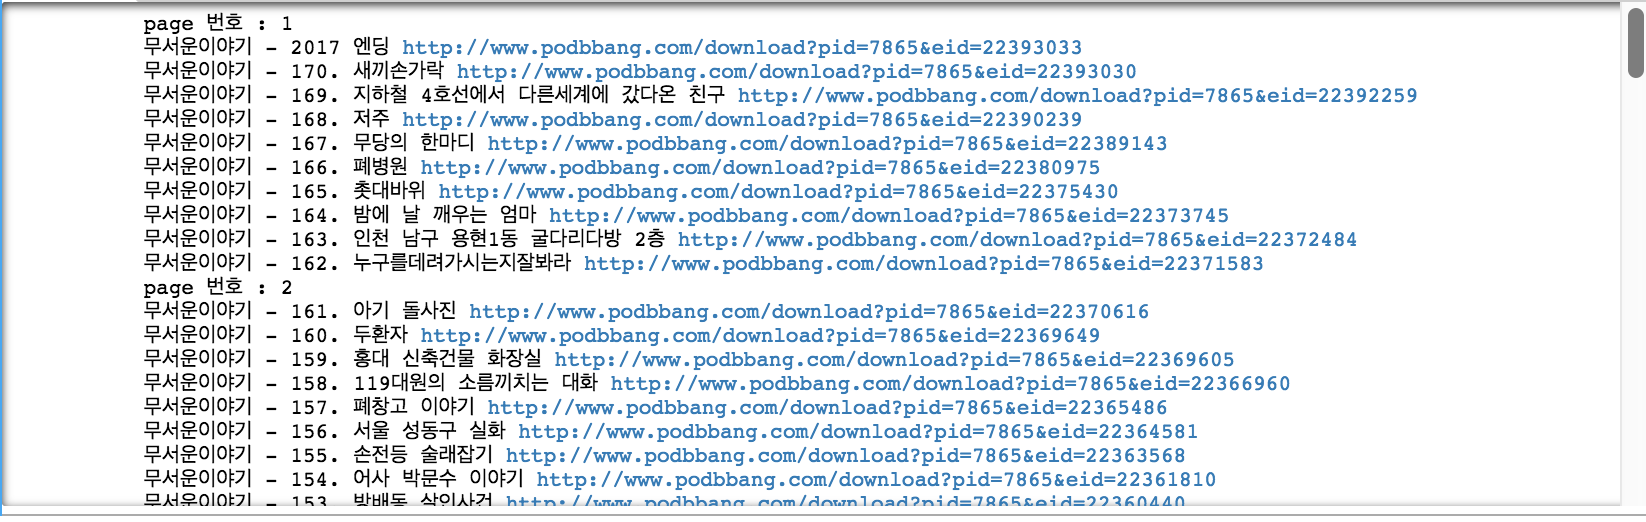 page 번호 : 1
무서운이야기 - 2017 엔딩 http://www.podbbang.com/download?pid=7865&eid=22393033
무서운이야기 - 170. 새끼손가락 http://www.podbbang.com/download?pid=7865&eid=22393030
무서운이야기 - 169. 지하철 4호선에서 다른세계에 갔다온 친구 http://www.podbbang.com/download?pid=7865&eid=22392259
무서운이야기 - 168. 저주 http://www.podbbang.com/download?pid=7865&eid=22390239
무서운이야기 - 167. 무당의 한마디 http://www.podbbang.com/download?pid=7865&eid=22389143
무서운이야기 - 166. 폐병원 http://www.podbbang.com/download?pid=7865&eid=22380975
무서운이야기 - 165. 촛대바위 http://www.podbbang.com/download?pid=7865&eid=22375430
무서운이야기 - 164. 밤에 날 깨우는 엄마 http://www.podbbang.com/download?pid=7865&eid=22373745
무서운이야기 - 163. 인천 남구 용현1동 굴다리다방 2층 http://www.podbbang.com/download?pid=7865&eid=22372484
무서운이야기 - 162. 누구를데려가시는지잘봐라 http://www.podbbang.com/download?pid=7865&eid=22371583
page 번호 : 2
무서운이야기 - 161. 아기 돌사진 http://www.podbbang.com/download?pid=7865&eid=22370616
무서운이야기 - 160. 두환자 http://www.podbbang.com/download?pid=7865&eid=22369649
무서운이야기 - 159. 홍대 신축건물 화장실 http://www.podbbang.com/download?pid=7865&eid=22369605
무서운이야기 - 158. 119대원의 소름끼치는 대화 http://www.podbbang.com/download?pid=7865&eid=22366960
무서운이야기 - 157. 폐창고 이야기 http://www.podbbang.com/download?pid=7865&eid=22365486
무서운이야기 - 156. 서울 성동구 실화 http://www.podbbang.com/download?pid=7865&eid=22364581
무서운이야기 - 155. 손전등 술래잡기 http://www.podbbang.com/download?pid=7865&eid=22363568
무서운이야기 - 154. 어사 박문수 이야기 http://www.podbbang.com/download?pid=7865&eid=22361810
무서운이야기 - 153. 방배동 살인사건 http://www.podbbang.com/download?pid=7865&eid=22360440